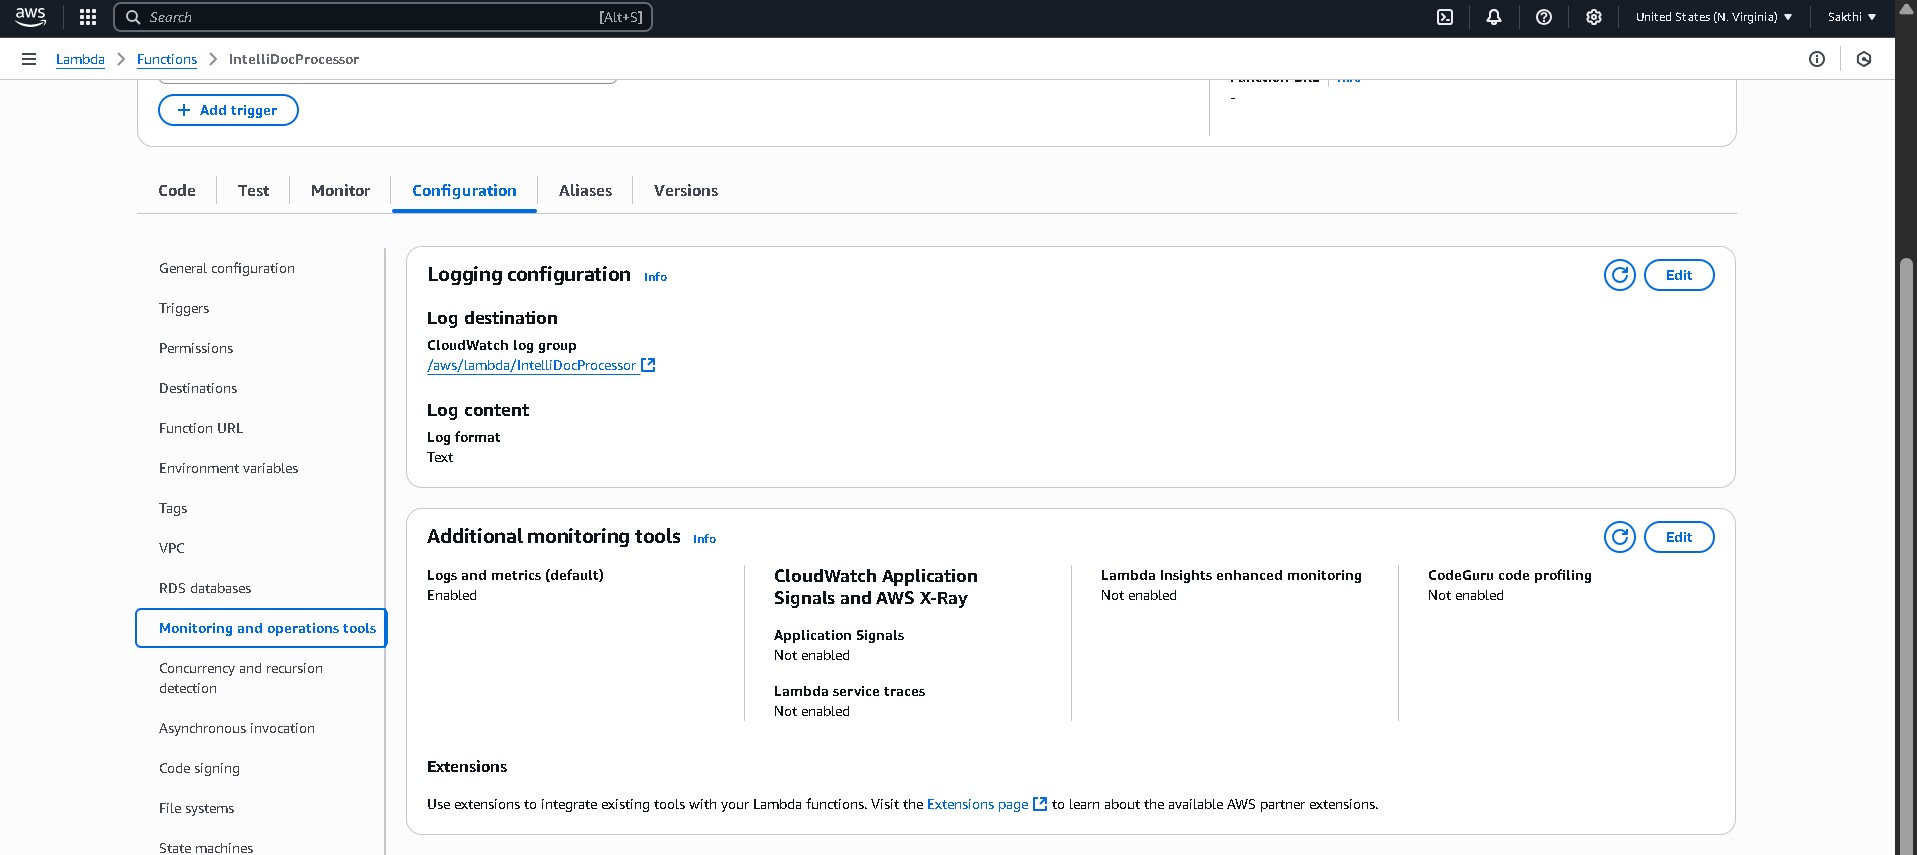 aws
Search [Alt+S]
United States (N. Virginia) Sakthi
Lambda Functions IntelliDocProcessor
Info
-
+ Add trigger
Code Test Monitor Configuration Aliases Versions
General configuration
Triggers
Permissions
Destinations
Function URL
Environment variables
Tags
VPC
RDS databases
Monitoring and operations tools
Concurrency and recursion
detection
Asynchronous invocation
Code signing
File systems
State machines
Logging configuration Info
Edit
Log destination
CloudWatch log group
/aws/lambda/IntelliDocProcessor
Log content
Log format
Text
Additional monitoring tools Info
Edit
Logs and metrics (default)
Enabled
CloudWatch Application
Signals and AWS X-Ray
Application Signals
Not enabled
Lambda service traces
Not enabled
Lambda Insights enhanced monitoring
Not enabled
CodeGuru code profiling
Not enabled
Extensions
Use extensions to integrate existing tools with your Lambda functions. Visit the Extensions page to learn about the available AWS partner extensions.